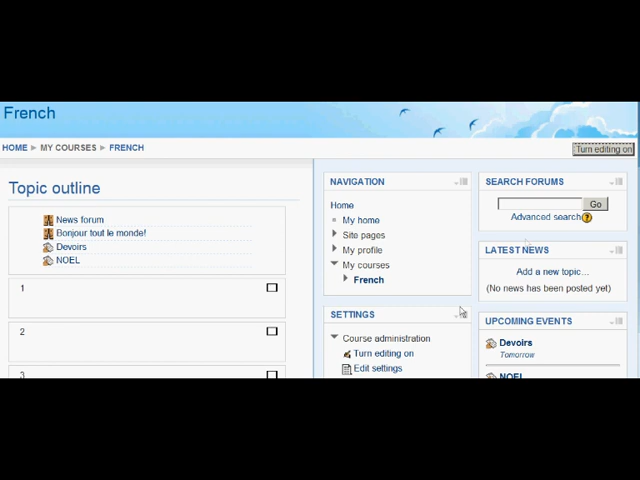 French
HOME ► MY COURSES ► FRENCH
Turn editing on
Topic outline
News forum
Bonjour tout le monde!
Devoirs
NOEL
1
2
3
NAVIGATION
Home
My home
Site pages
My profile
My courses
French
SETTINGS
Course administration
Turn editing on
Edit settings
SEARCH FORUMS
Go
Advanced search ?
LATEST NEWS
Add a new topic...
(No news has been posted yet)
UPCOMING EVENTS
Devoirs
Tomorrow
NOEL